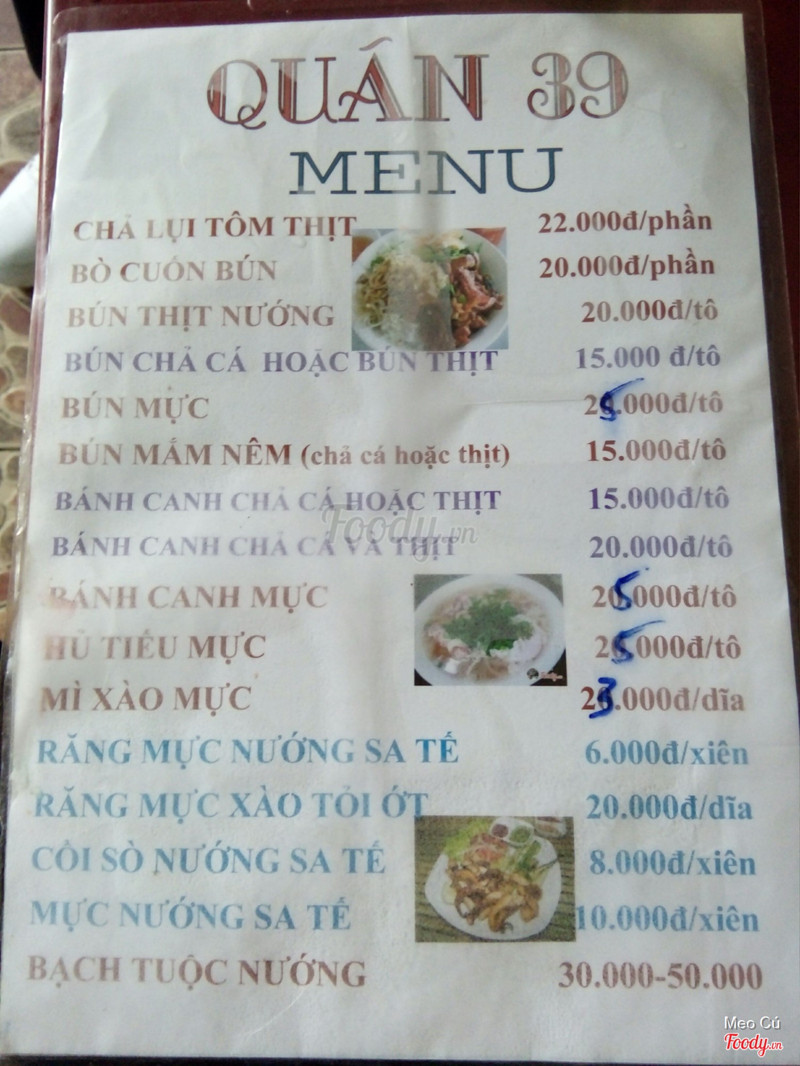 QUÁN 39
MENU
CHẢ LỤI TÔM THỊT 22.000đ/phần
BÒ CUỐN BÚN 20.000đ/phần
BÚN THỊT NƯỚNG 20.000đ/tô
BÚN CHẢ CÁ HOẶC BÚN THỊT 15.000 đ/tô
BÚN MỰC 25.000đ/tô
BÚN MẮM NÊM (chả cá hoặc thịt) 15.000đ/tô
BÁNH CANH CHẢ CÁ HOẶC THỊT 15.000đ/tô
Foody.vn
BÁNH CANH CHẢ CÁ VÀ THỊT 20.000đ/tô
BÁNH CANH MỰC 25.000đ/tô
HỦ TIẾU MỰC 25.000đ/tô
MÌ XÀO MỰC 23.000đ/dĩa
RĂNG MỰC NƯỚNG SA TẾ 6.000đ/xiên
RĂNG MỰC XÀO TỎI ỚT 20.000đ/dĩa
CỒI SÒ NƯỚNG SA TẾ 8.000đ/xiên
MỰC NƯỚNG SA TẾ 10.000đ/xiên
BẠCH TUỘC NƯỚNG 30.000-50.000
Mẹo Cú
Foody.vn